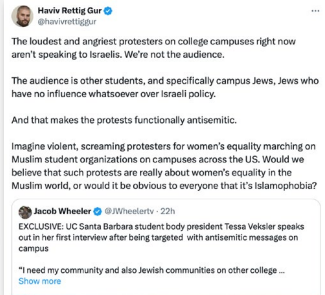 Haviv Rettig Gur
@havivrettiggur
The loudest and angriest protesters on college campuses right now
aren't speaking to Israelis. We're not the audience.
The audience is other students, and specifically campus Jews, Jews who
have no influence whatsoever over Israeli policy.
And that makes the protests functionally antisemitic.
Imagine violent, screaming protesters for women's equality marching on
Muslim student organizations on campuses across the US. Would we
believe that such protests are really about women's equality in the
Muslim world, or would it be obvious to everyone that it's Islamophobia?
Jacob Wheeler @JWheelertv · 22h
EXCLUSIVE: UC Santa Barbara student body president Tessa Veksler speaks
out in her first interview after being targeted with antisemitic messages on
campus
"I need my community and also Jewish communities on other college ...
Show more